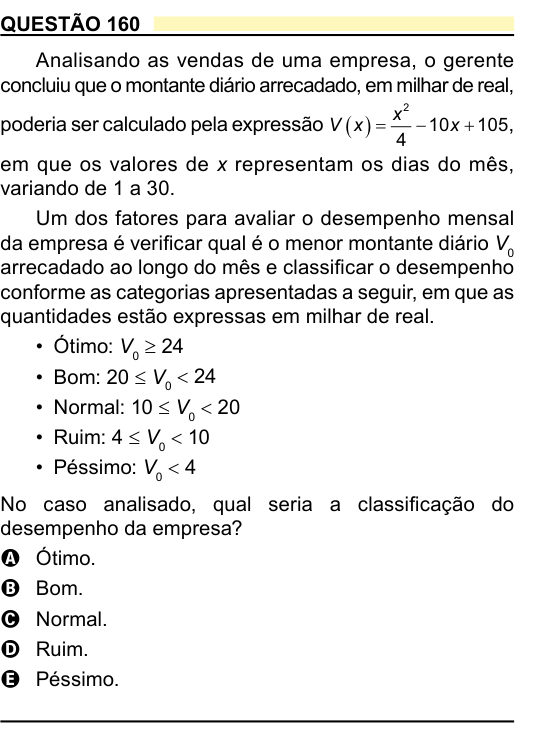 QUESTÃO 160
Analisando as vendas de uma empresa, o gerente
concluiu que o montante diário arrecadado, em milhar de real,
poderia ser calculado pela expressão V(x) = x²/4 − 10x + 105,
em que os valores de x representam os dias do mês,
variando de 1 a 30.
Um dos fatores para avaliar o desempenho mensal
da empresa é verificar qual é o menor montante diário V₀
arrecadado ao longo do mês e classificar o desempenho
conforme as categorias apresentadas a seguir, em que as
quantidades estão expressas em milhar de real.
• Ótimo: V₀ ≥ 24
• Bom: 20 ≤ V₀ < 24
• Normal: 10 ≤ V₀ < 20
• Ruim: 4 ≤ V₀ < 10
• Péssimo: V₀ < 4
No caso analisado, qual seria a classificação do
desempenho da empresa?
A Ótimo.
B Bom.
C Normal.
D Ruim.
E Péssimo.